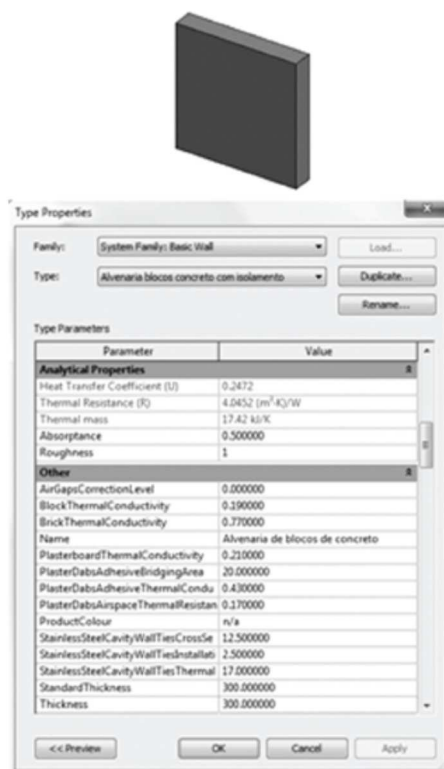 Type Properties
Family: System Family: Basic Wall Load...
Type: Alvenaria blocos concreto com isolamento Duplicate...
Rename...
Type Parameters
Parameter Value
Analytical Properties
Heat Transfer Coefficient (U) 0.2472
Thermal Resistance (R) 4.0452 (m²·K)/W
Thermal mass 17.42 kJ/K
Absorptance 0.500000
Roughness 1
Other
AirGapsCorrectionLevel 0.000000
BlockThermalConductivity 0.190000
BrickThermalConductivity 0.770000
Name Alvenaria de blocos de concreto
PlasterboardThermalConductivity 0.210000
PlasterDabsAdhesiveBridgingArea 20.000000
PlasterDabsAdhesiveThermalCondu 0.430000
PlasterDabsAirspaceThermalResistan 0.170000
ProductColour n/a
StainlessSteelCavityWallTiesCrossSe 12.500000
StainlessSteelCavityWallTiesInstallati 2.500000
StainlessSteelCavityWallTiesThermal 17.000000
StandardThickness 300.000000
Thickness 300.000000
<< Preview OK Cancel Apply